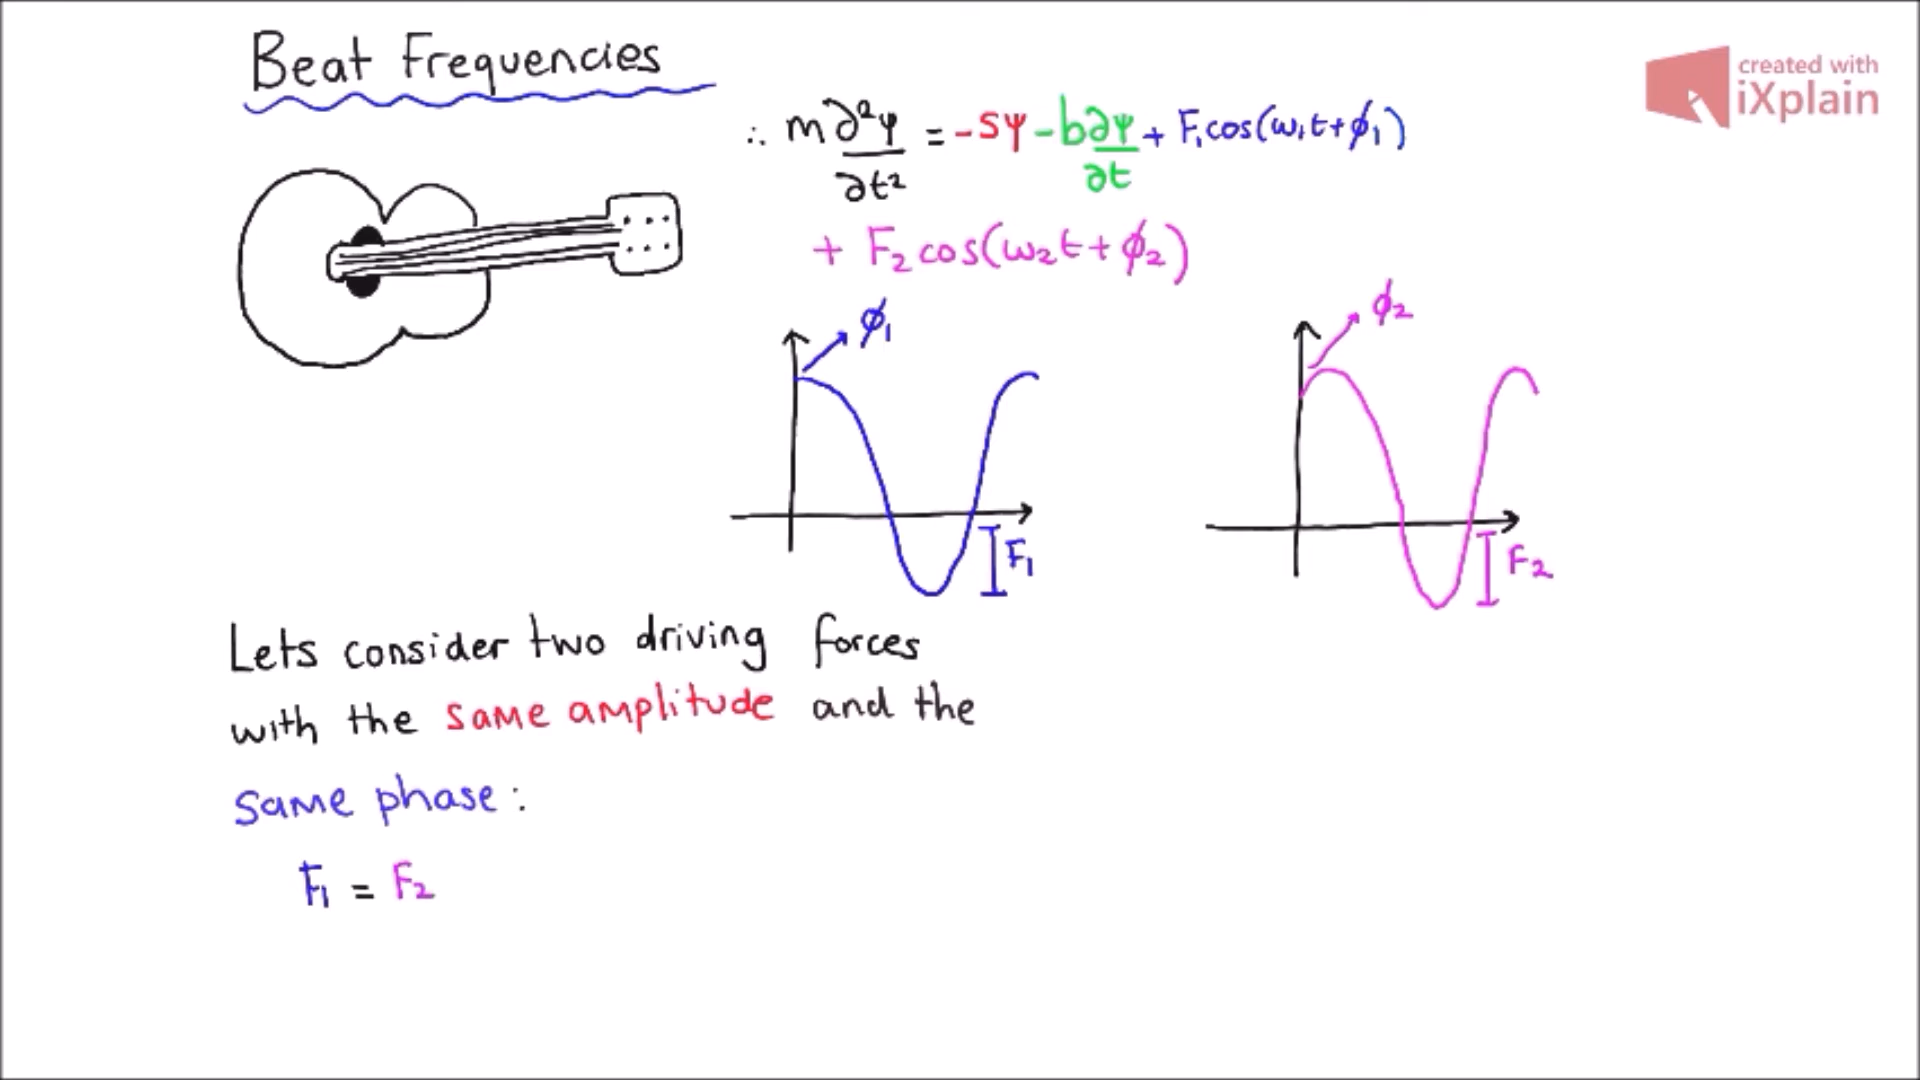 Beat Frequencies
created with
iXplain
∴ m∂²ψ/∂t² = -sψ - b∂ψ/∂t + F₁cos(ω₁t+ϕ₁)
+ F₂cos(ω₂t+ϕ₂)
ϕ₁
ϕ₂
F₁
F₂
Lets consider two driving forces
with the same amplitude and the
same phase:
F₁ = F₂